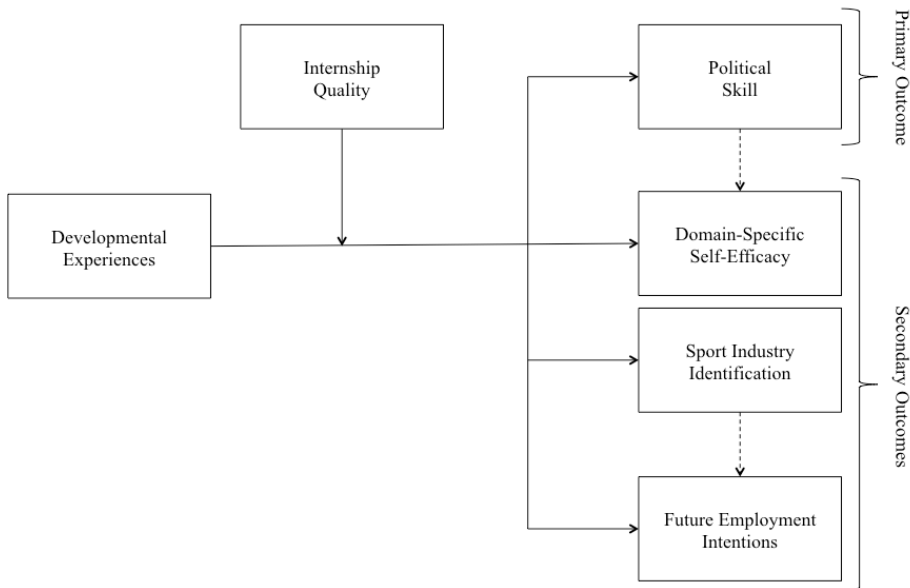 Internship
Quality
Political
Skill
Primary Outcome
Developmental
Experiences
Domain-Specific
Self-Efficacy
Sport Industry
Identification
Secondary Outcomes
Future Employment
Intentions